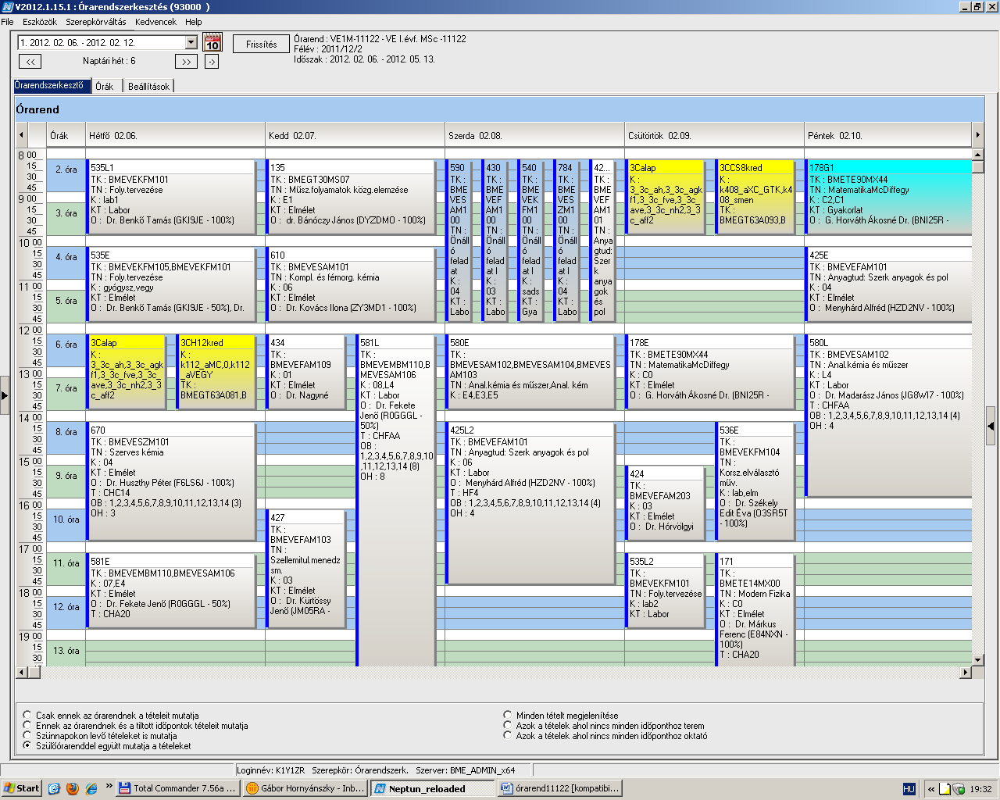 V2012.1.15.1 : Órarendszerkesztés (93000  )
File Eszközök Szerepkörváltás Kedvencek Help
1. 2012. 02. 06. - 2012. 02. 12.
10
Frissítés
Órarend : VE1M-11122 - VE I.évf. MSc -11122
Félév : 2011/12/2
Időszak : 2012. 02. 06. - 2012. 05. 13.
<< Naptári hét : 6 >> ->
Órarendszerkesztő Órák Beállítások
Órarend
Órák Hétfő 02.06. Kedd 02.07. Szerda 02.08. Csütörtök 02.09. Péntek 02.10.
8 00
15
30
45
9 00
15
30
45
10 00
15
30
45
11 00
15
30
45
12 00
15
30
45
13 00
15
30
45
14 00
15
30
45
15 00
15
30
45
16 00
15
30
45
17 00
15
30
45
18 00
15
30
45
19 00
15
30
2. óra
3. óra
4. óra
5. óra
6. óra
7. óra
8. óra
9. óra
10. óra
11. óra
12. óra
13. óra
535L1
TK : BMEVEKFM101
TN : Foly.tervezése
K : lab1
KT : Labor
O :  Dr. Benkő Tamás (GKI9JE - 100%)
535E
TK : BMEVEKFM105,BMEVEKFM101
TN : Foly.tervezése
K : gyógysz,vegy
KT : Elmélet
O :  Dr. Benkő Tamás (GKI9JE - 50%), Dr.
3Calap
K :
3_3c_ah,3_3c_agk
f1,3_3c_fve,3_3c_
ave,3_3c_nh2,3_3
c_aff2
3CH12kred
K :
k112_aMC,0,k112
_aVEGY
TK :
BMEGT63A081,B
670
TK : BMEVESZM101
TN : Szerves kémia
K : 04
KT : Elmélet
O :  Dr. Huszthy Péter (F6LS6J - 100%)
T : CHC14
OB : 1,2,3,4,5,6,7,8,9,10,11,12,13,14 (3)
OH : 3
581E
TK : BMEVEMBM110,BMEVESAM106
K : 07,E4
KT : Elmélet
O :  Dr. Fekete Jenő (R0GGGL - 50%)
T : CHA20
135
TK : BMEGT30MS07
TN : Műsz.folyamatok közg.elemzése
K : E1
KT : Elmélet
O :  dr. Bánóczy János (DYZDMO - 100%)
610
TK : BMEVESAM101
TN : Kompl. és fémorg. kémia
K : 06
KT : Elmélet
O :  Dr. Kovács Ilona (ZY3MD1 - 100%)
434
TK :
BMEVEFAM109
K : 01
KT : Elmélet
O :  Dr. Nagyné
427
TK :
BMEVEFAM103
TN :
Szellemitul.menedz
sm.
K : 03
KT : Elmélet
O :  Dr. Kürtössy
Jenő (JM05RA -
581L
TK :
BMEVEMBM110,B
MEVESAM106
K : 08,L4
KT : Labor
O :  Dr. Fekete
Jenő (R0GGGL -
50%)
T : CHFAA
OB :
1,2,3,4,5,6,7,8,9,10
,11,12,13,14 (8)
OH : 8
590
TK :
BME
VES
AM1
00
TN :
Önáll
ó
felad
at I
K :
04
KT :
Labo
430
TK :
BME
VEF
AM1
00
TN :
Önáll
ó
felad
at I
K :
03
KT :
Labo
540
TK :
BME
VEK
FM1
00
TN :
Önáll
ó
felad
at I
K :
sads
KT :
Gya
784
TK :
BME
VES
ZM1
00
TN :
Önáll
ó
felad
at I
K :
04
KT :
Labo
42...
TK :
BME
VEF
AM1
01
TN :
Anya
gtud:
Szer
k
anya
gok
és
pol
580E
TK :
BMEVESAM102,BMEVESAM104,BMEVES
AM103
TN : Anal.kémia és műszer,Anal. kém
K : E4,E3,E5
425L2
TK : BMEVEFAM101
TN : Anyagtud: Szerk anyagok és pol
K : 06
KT : Labor
O :  Menyhárd Alfréd (HZD2NV - 100%)
T : HF4
OB : 1,2,3,4,5,6,7,8,9,10,11,12,13,14 (4)
OH : 4
3Calap
K :
3_3c_ah,3_3c_agk
f1,3_3c_fve,3_3c_
ave,3_3c_nh2,3_3
c_aff2
3CCS8kred
K :
k408_aXC_GTK,k4
08_smen
TK :
BMEGT63A093,B
178E
TK : BMETE90MX44
TN : MatematikaMcDiffegy
K : C0
KT : Elmélet
O :  G. Horváth Ákosné Dr. (BNI25R -
424
TK :
BMEVEFAM203
K : 03
KT : Elmélet
O :  Dr. Hórvölgyi
536E
TK :
BMEVEKFM104
TN :
Korsz.elválasztó
műv.
K : lab,elm
O :  Dr. Székely
Edit Éva (O3SR5T
- 100%)
535L2
TK :
BMEVEKFM101
TN : Foly.tervezése
K : lab2
KT : Labor
171
TK :
BMETE14MX00
TN : Modern Fizika
K : C0
KT : Elmélet
O :  Dr. Márkus
Ferenc (E84NXN -
100%)
T : CHA20
178G1
TK : BMETE90MX44
TN : MatematikaMcDiffegy
K : C2,C1
KT : Gyakorlat
O :  G. Horváth Ákosné Dr. (BNI25R -
425E
TK : BMEVEFAM101
TN : Anyagtud: Szerk anyagok és pol
K : 04
KT : Elmélet
O :  Menyhárd Alfréd (HZD2NV - 100%)
580L
TK : BMEVESAM102
TN : Anal.kémia és műszer
K : L4
KT : Labor
O :  Dr. Madarász János (JG8WI7 - 100%)
T : CHFAA
OB : 1,2,3,4,5,6,7,8,9,10,11,12,13,14 (4)
OH : 4
Csak ennek az órarendnek a tételeit mutatja
Ennek az órarendnek és a tiltott időpontok tételeit mutatja
Szünnapokon levő tételeket is mutatja
Szülőórarenddel együtt mutatja a tételeket
Minden tételt megjelenítése
Azok a tételek ahol nincs minden időponthoz terem
Azok a tételek ahol nincs minden időponthoz oktató
Loginnév: K1Y1ZR Szerepkör: Órarendszerk. Szerver: BME_ADMIN_x64
Start » Total Commander 7.56a ... Gábor Hornyánszky - Inb... Neptun_reloaded órarend11122 [kompatibi... HU « 19:32